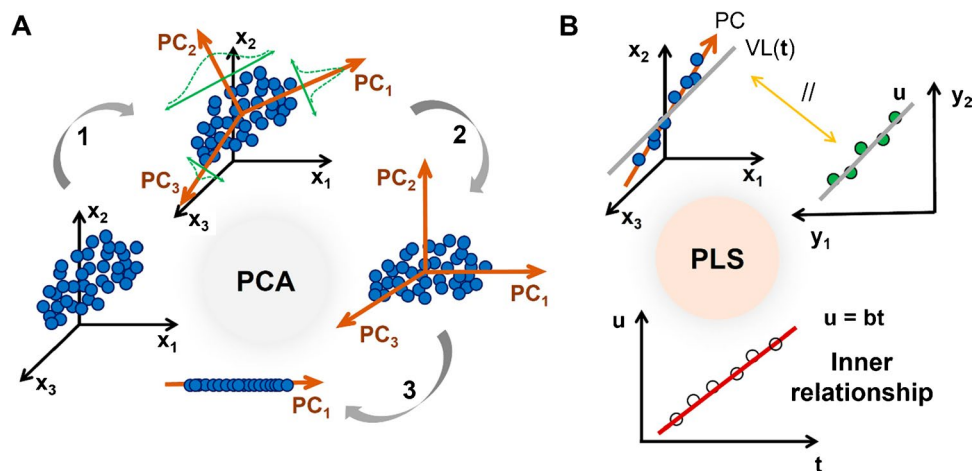 A
PC2
x2
PC1
1
2
PC3
x1
x3
PC2
x2
PCA
PC1
x1
PC3
x3
3
PC1
B
PC
VL(t)
x2
//
u
y2
x1
x3
y1
PLS
u
u = bt
Inner
relationship
t